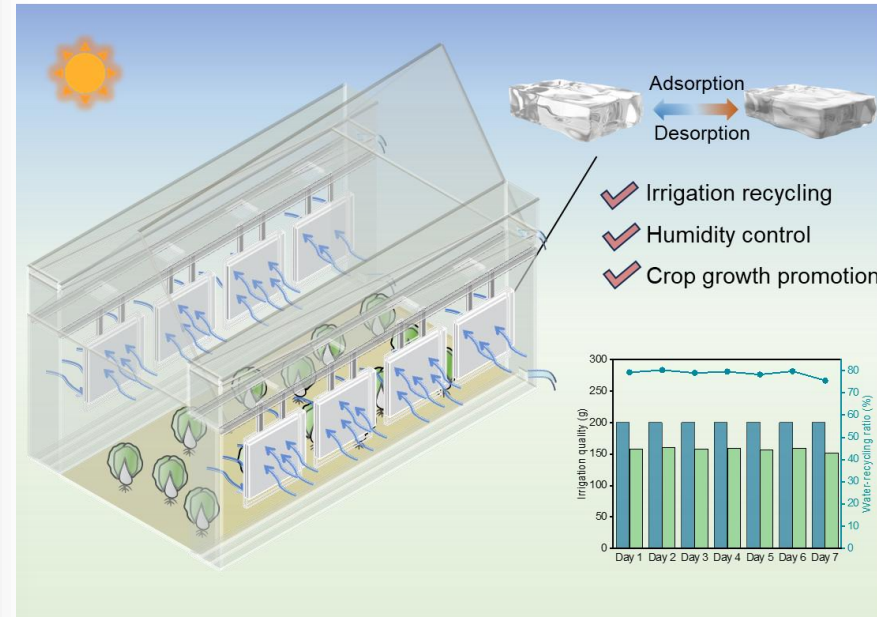 Adsorption
Desorption
Irrigation recycling
Humidity control
Crop growth promotion
Irrigation quality (g)
300
250
200
150
100
50
0
Water-recycling ratio (%)
80
70
60
50
40
30
20
10
0
Day 1 Day 2 Day 3 Day 4 Day 5 Day 6 Day 7